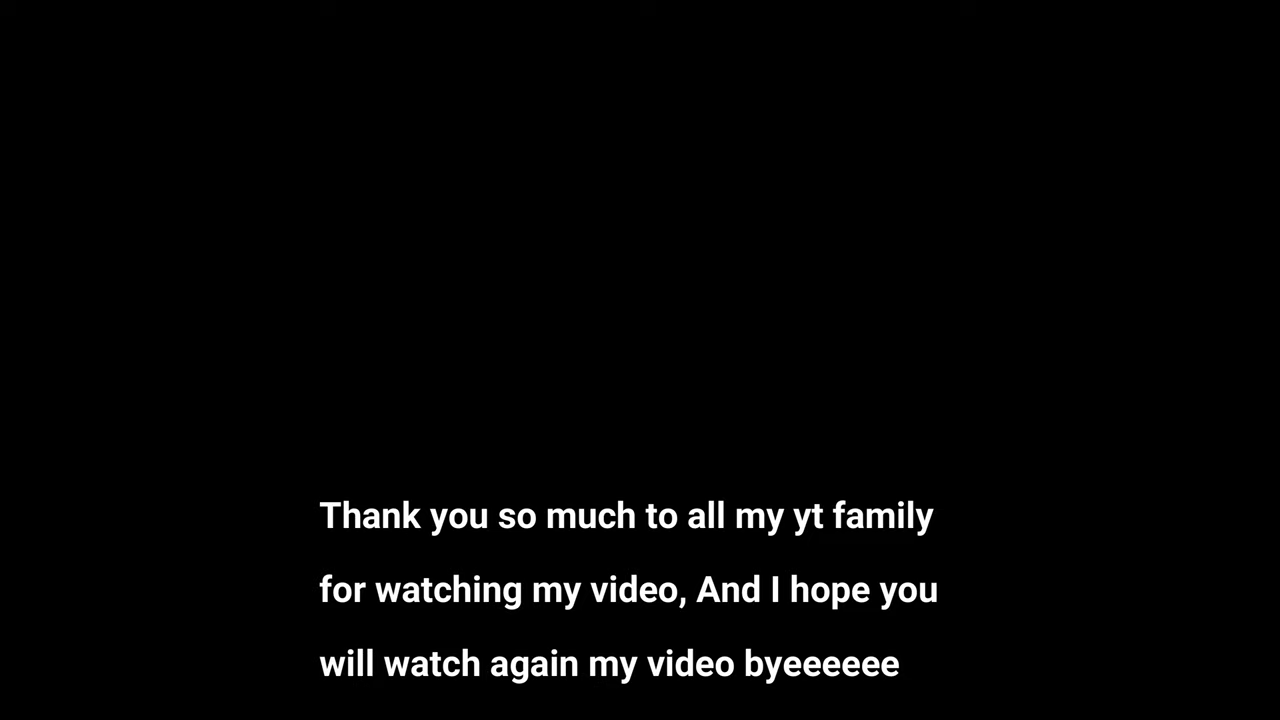 Thank you so much to all my yt family
for watching my video, And I hope you
will watch again my video byeeeeee